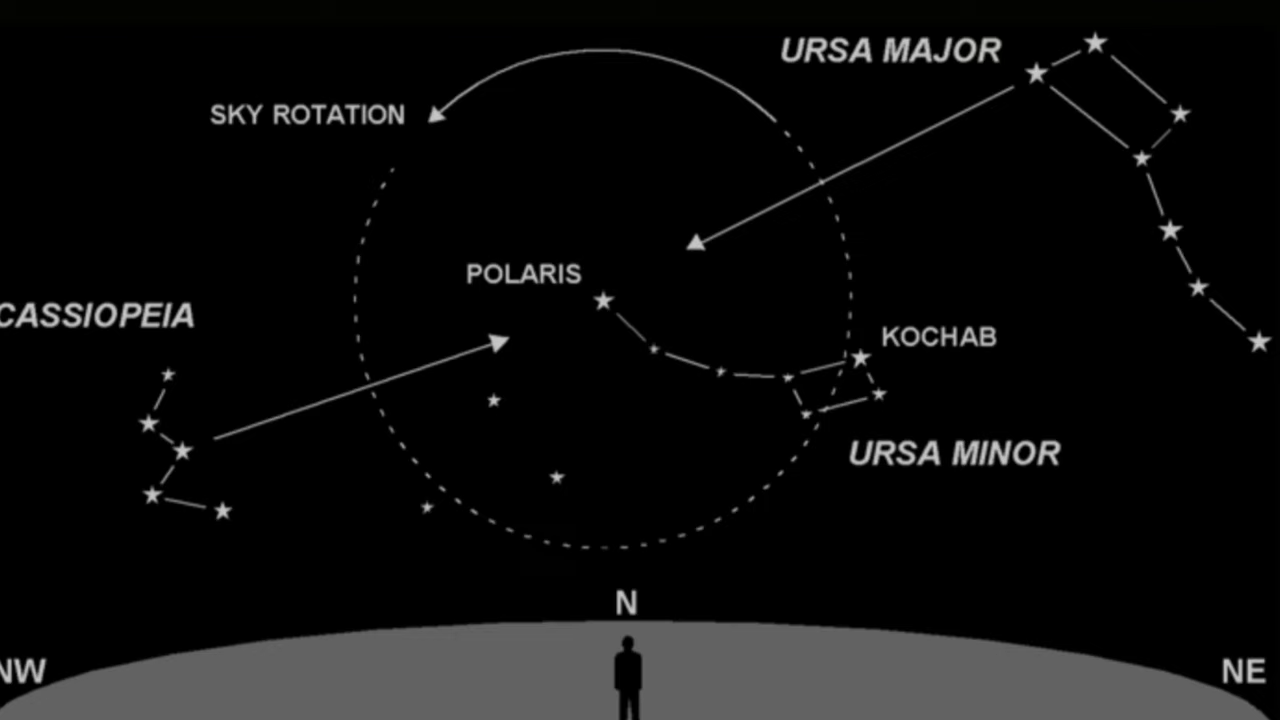 URSA MAJOR
SKY ROTATION
POLARIS
CASSIOPEIA
KOCHAB
URSA MINOR
N
NW
NE